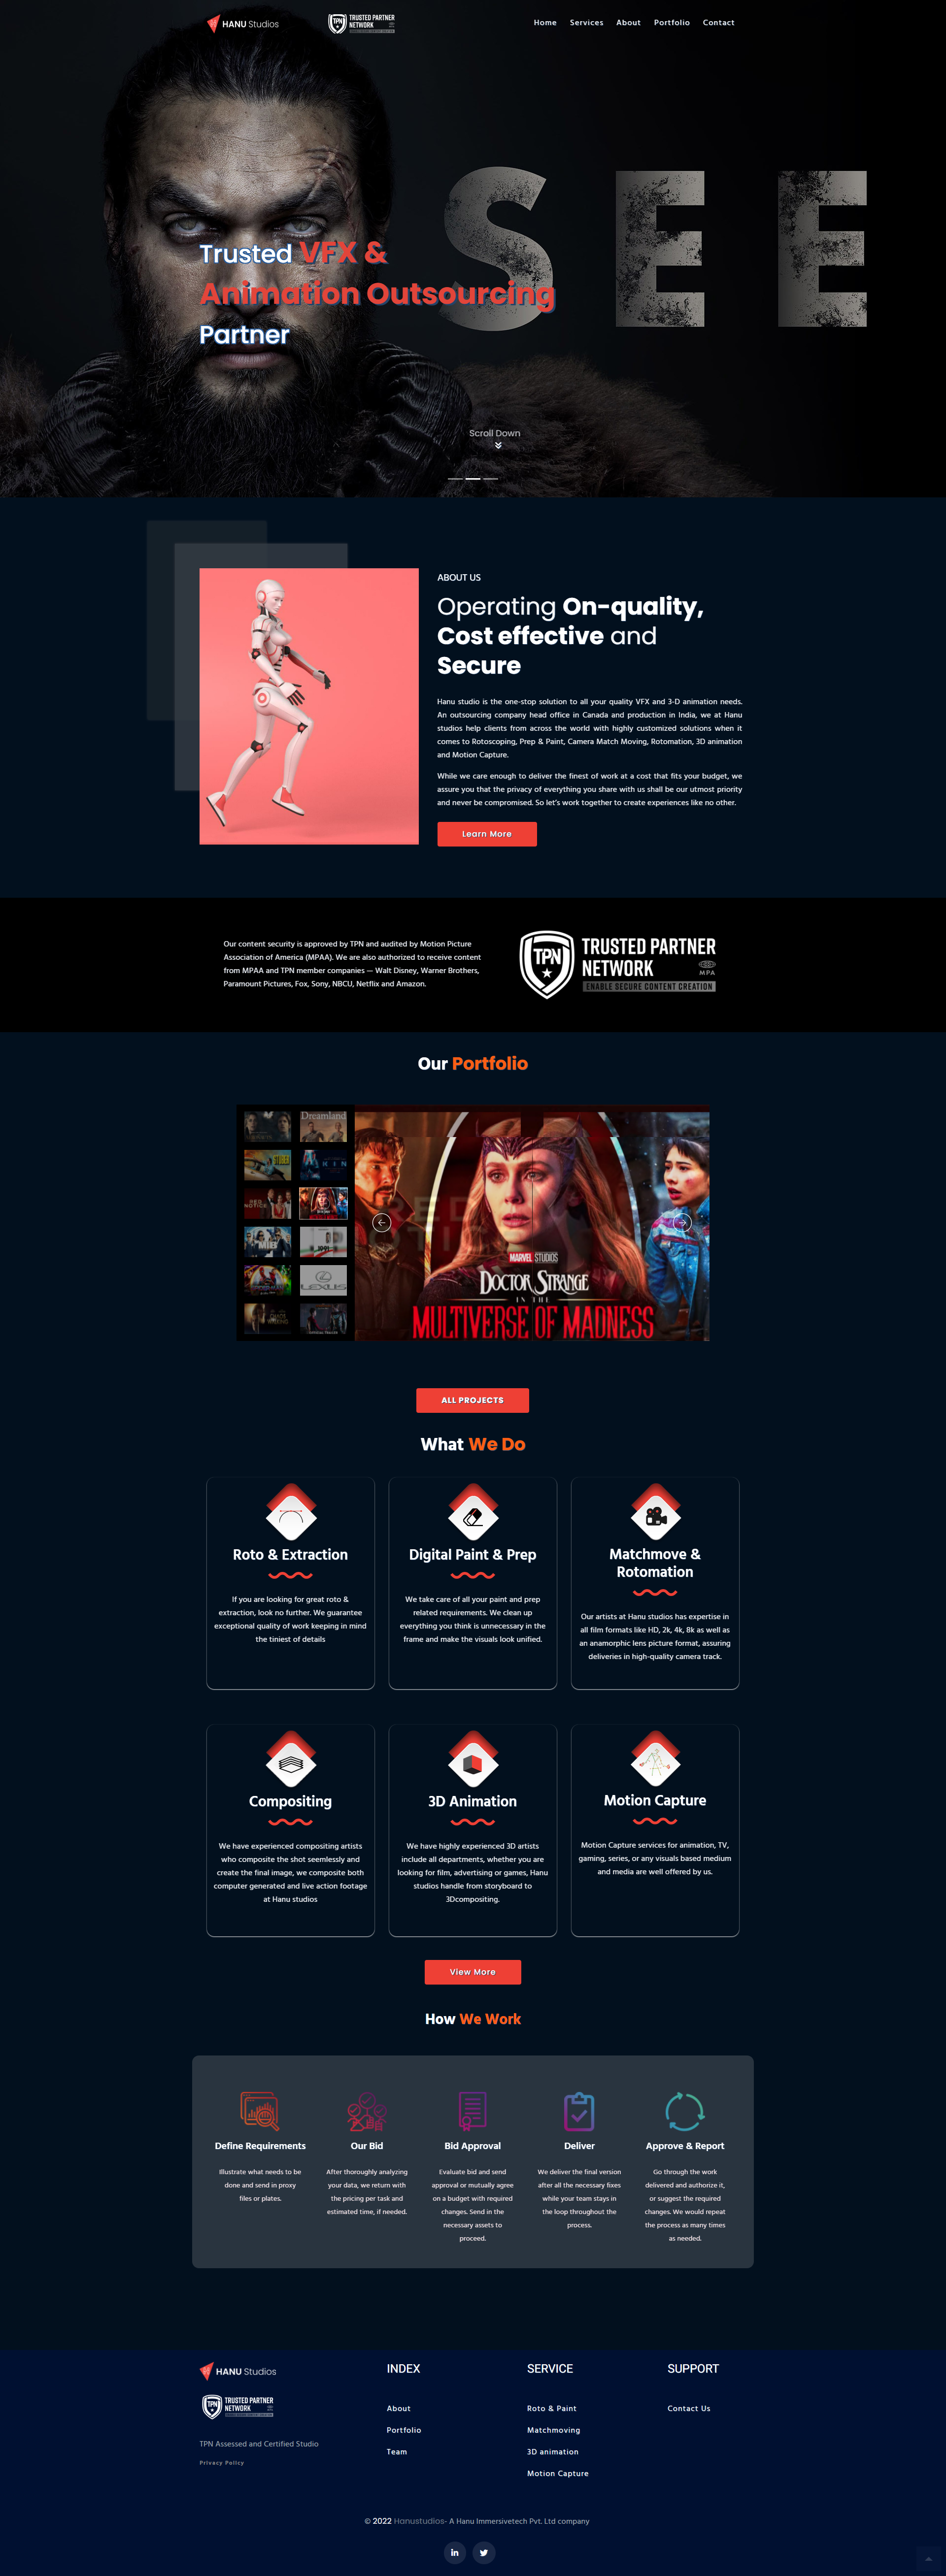 HANU Studios
TPN TRUSTED PARTNER
NETWORK
Home Services About Portfolio Contact
SEE
Trusted VFX &
Animation Outsourcing
Partner
Scroll Down
ABOUT US
Operating On-quality,
Cost effective and
Secure
Hanu studio is the one-stop solution to all your quality VFX and 3-D animation needs.
An outsourcing company head office in Canada and production in India, we at Hanu
studios help clients from across the world with highly customized solutions when it
comes to Rotoscoping, Prep & Paint, Camera Match Moving, Rotomation, 3D animation
and Motion Capture.
While we care enough to deliver the finest of work at a cost that fits your budget, we
assure you that the privacy of everything you share with us shall be our utmost priority
and never be compromised. So let's work together to create experiences like no other.
Learn More
Our content security is approved by TPN and audited by Motion Picture
Association of America (MPAA). We are also authorized to receive content
from MPAA and TPN member companies — Walt Disney, Warner Brothers,
Paramount Pictures, Fox, Sony, NBCU, Netflix and Amazon.
TPN TRUSTED PARTNER
NETWORK
MPA
ENABLE SECURE CONTENT CREATION
Our Portfolio
Dreamland
RED
NOTICE
MIB
LEXUS
MARVEL STUDIOS
DOCTOR STRANGE
IN THE
MULTIVERSE OF MADNESS
ALL PROJECTS
What We Do
Roto & Extraction
If you are looking for great roto &
extraction, look no further. We guarantee
exceptional quality of work keeping in mind
the tiniest of details
Digital Paint & Prep
We take care of all your paint and prep
related requirements. We clean up
everything you think is unnecessary in the
frame and make the visuals look unified.
Matchmove &
Rotomation
Our artists at Hanu studios has expertise in
all film formats like HD, 2k, 4k, 8k as well as
an anamorphic lens picture format, assuring
deliveries in high-quality camera track.
Compositing
We have experienced compositing artists
who composite the shot seemlessly and
create the final image, we composite both
computer generated and live action footage
at Hanu studios
3D Animation
We have highly experienced 3D artists
include all departments, whether you are
looking for film, advertising or games, Hanu
studios handle from storyboard to
3Dcompositing.
Motion Capture
Motion Capture services for animation, TV,
gaming, series, or any visuals based medium
and media are well offered by us.
View More
How We Work
Define Requirements
Illustrate what needs to be
done and send in proxy
files or plates.
Our Bid
After thoroughly analyzing
your data, we return with
the pricing per task and
estimated time, if needed.
Bid Approval
Evaluate bid and send
approval or mutually agree
on a budget with required
changes. Send in the
necessary assets to
proceed.
Deliver
We deliver the final version
after all the necessary fixes
while your team stays in
the loop throughout the
process.
Approve & Report
Go through the work
delivered and authorize it,
or suggest the required
changes. We would repeat
the process as many times
as needed.
HANU Studios
TPN TRUSTED PARTNER
NETWORK
TPN Assessed and Certified Studio
Privacy Policy
INDEX
About
Portfolio
Team
SERVICE
Roto & Paint
Matchmoving
3D animation
Motion Capture
SUPPORT
Contact Us
© 2022 Hanustudios- A Hanu Immersivetech Pvt. Ltd company